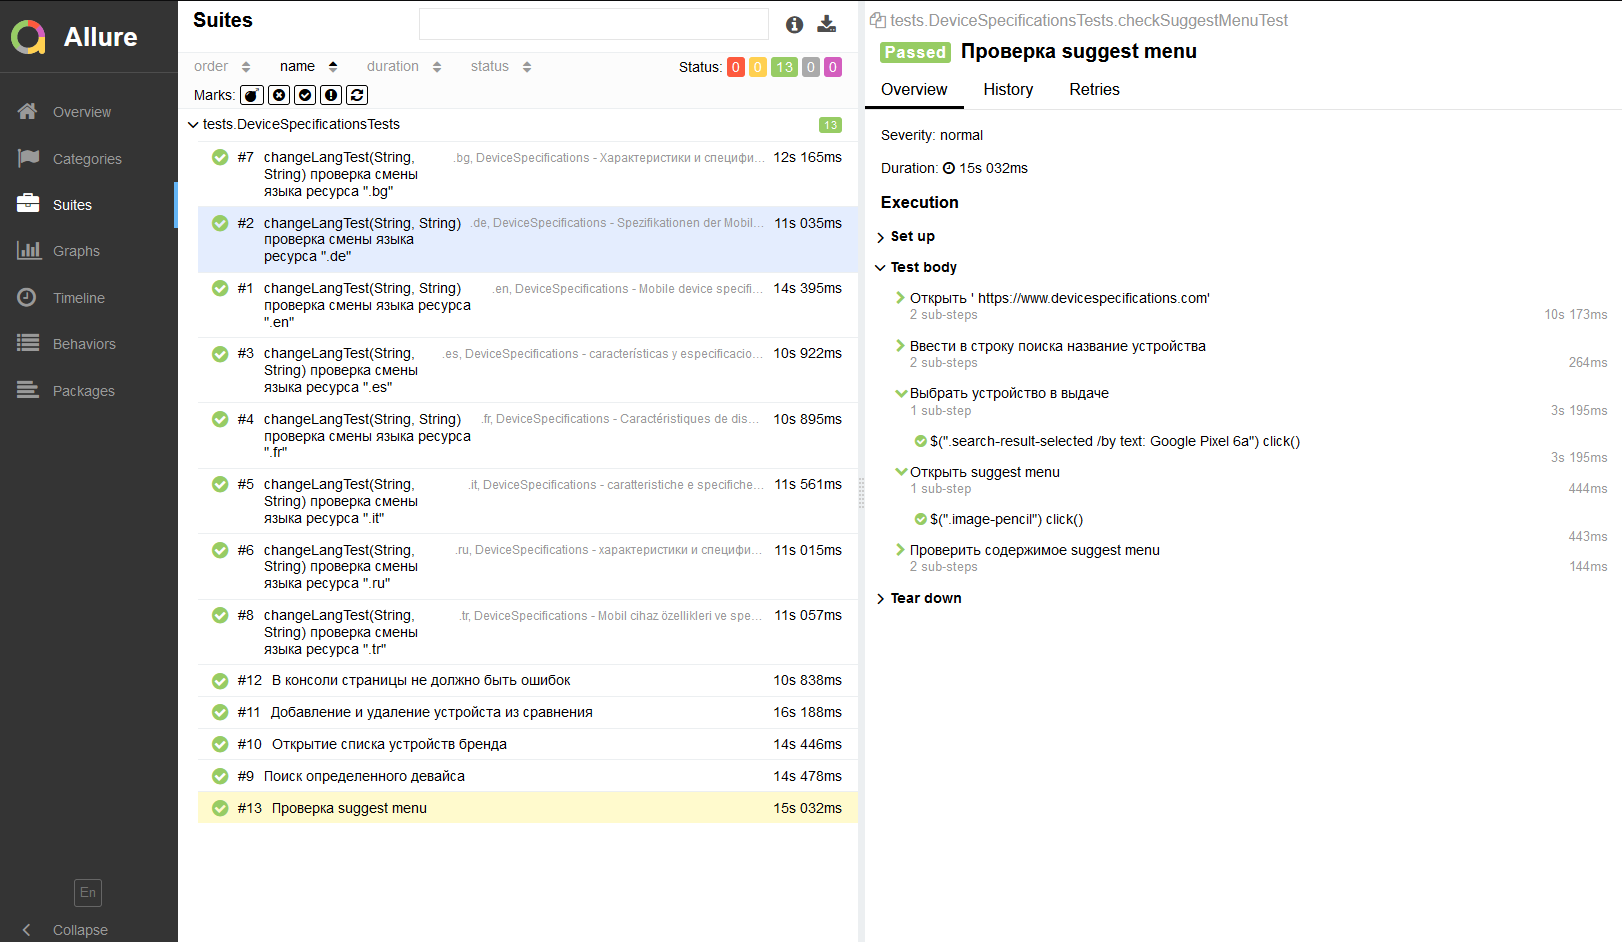 Allure
Overview
Categories
Suites
Graphs
Timeline
Behaviors
Packages
En
Collapse
Suites
order name duration status Status: 0 0 13 0 0
Marks:
tests.DeviceSpecificationsTests 13
#7 changeLangTest(String, .bg, DeviceSpecifications - Характеристики и специфи... 12s 165ms
String) проверка смены
языка ресурса ".bg"
#2 changeLangTest(String, String) .de, DeviceSpecifications - Spezifikationen der Mobil... 11s 035ms
проверка смены языка
ресурса ".de"
#1 changeLangTest(String, String) .en, DeviceSpecifications - Mobile device specifi... 14s 395ms
проверка смены языка ресурса
".en"
#3 changeLangTest(String, .es, DeviceSpecifications - características y especificacio... 10s 922ms
String) проверка смены
языка ресурса ".es"
#4 changeLangTest(String, String) .fr, DeviceSpecifications - Caractéristiques de dis... 10s 895ms
проверка смены языка ресурса
".fr"
#5 changeLangTest(String, .it, DeviceSpecifications - caratteristiche e specifiche... 11s 561ms
String) проверка смены
языка ресурса ".it"
#6 changeLangTest(String, .ru, DeviceSpecifications - характеристики и специфи... 11s 015ms
String) проверка смены
языка ресурса ".ru"
#8 changeLangTest(String, .tr, DeviceSpecifications - Mobil cihaz özellikleri ve spe... 11s 057ms
String) проверка смены
языка ресурса ".tr"
#12 В консоли страницы не должно быть ошибок 10s 838ms
#11 Добавление и удаление устройста из сравнения 16s 188ms
#10 Открытие списка устройств бренда 14s 446ms
#9 Поиск определенного девайса 14s 478ms
#13 Проверка suggest menu 15s 032ms
tests.DeviceSpecificationsTests.checkSuggestMenuTest
Passed Проверка suggest menu
Overview History Retries
Severity: normal
Duration: 15s 032ms
Execution
Set up
Test body
Открыть ' https://www.devicespecifications.com'
2 sub-steps 10s 173ms
Ввести в строку поиска название устройства
2 sub-steps 264ms
Выбрать устройство в выдаче
1 sub-step 3s 195ms
$(".search-result-selected /by text: Google Pixel 6a") click()
3s 195ms
Открыть suggest menu
1 sub-step 444ms
$(".image-pencil") click()
443ms
Проверить содержимое suggest menu
2 sub-steps 144ms
Tear down